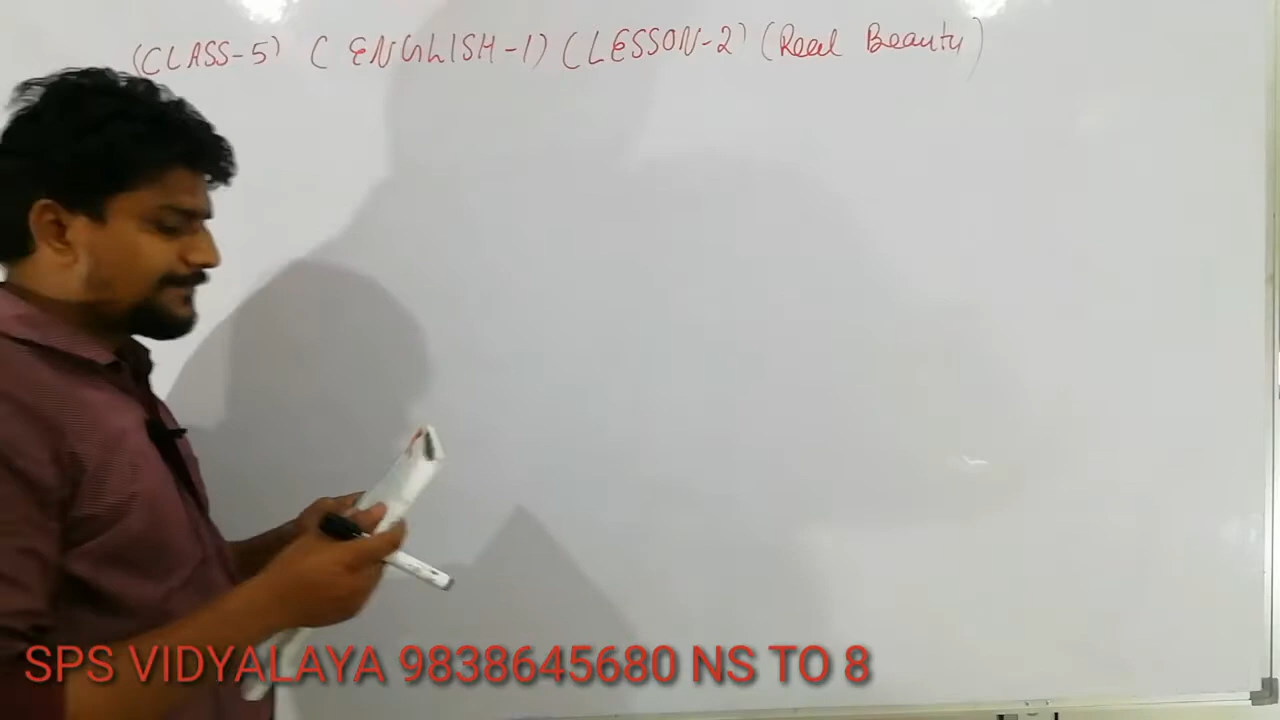 (CLASS-5) (ENGLISH-1) (LESSON-2) (Real Beauty)
SPS VIDYALAYA 9838645680 NS TO 8